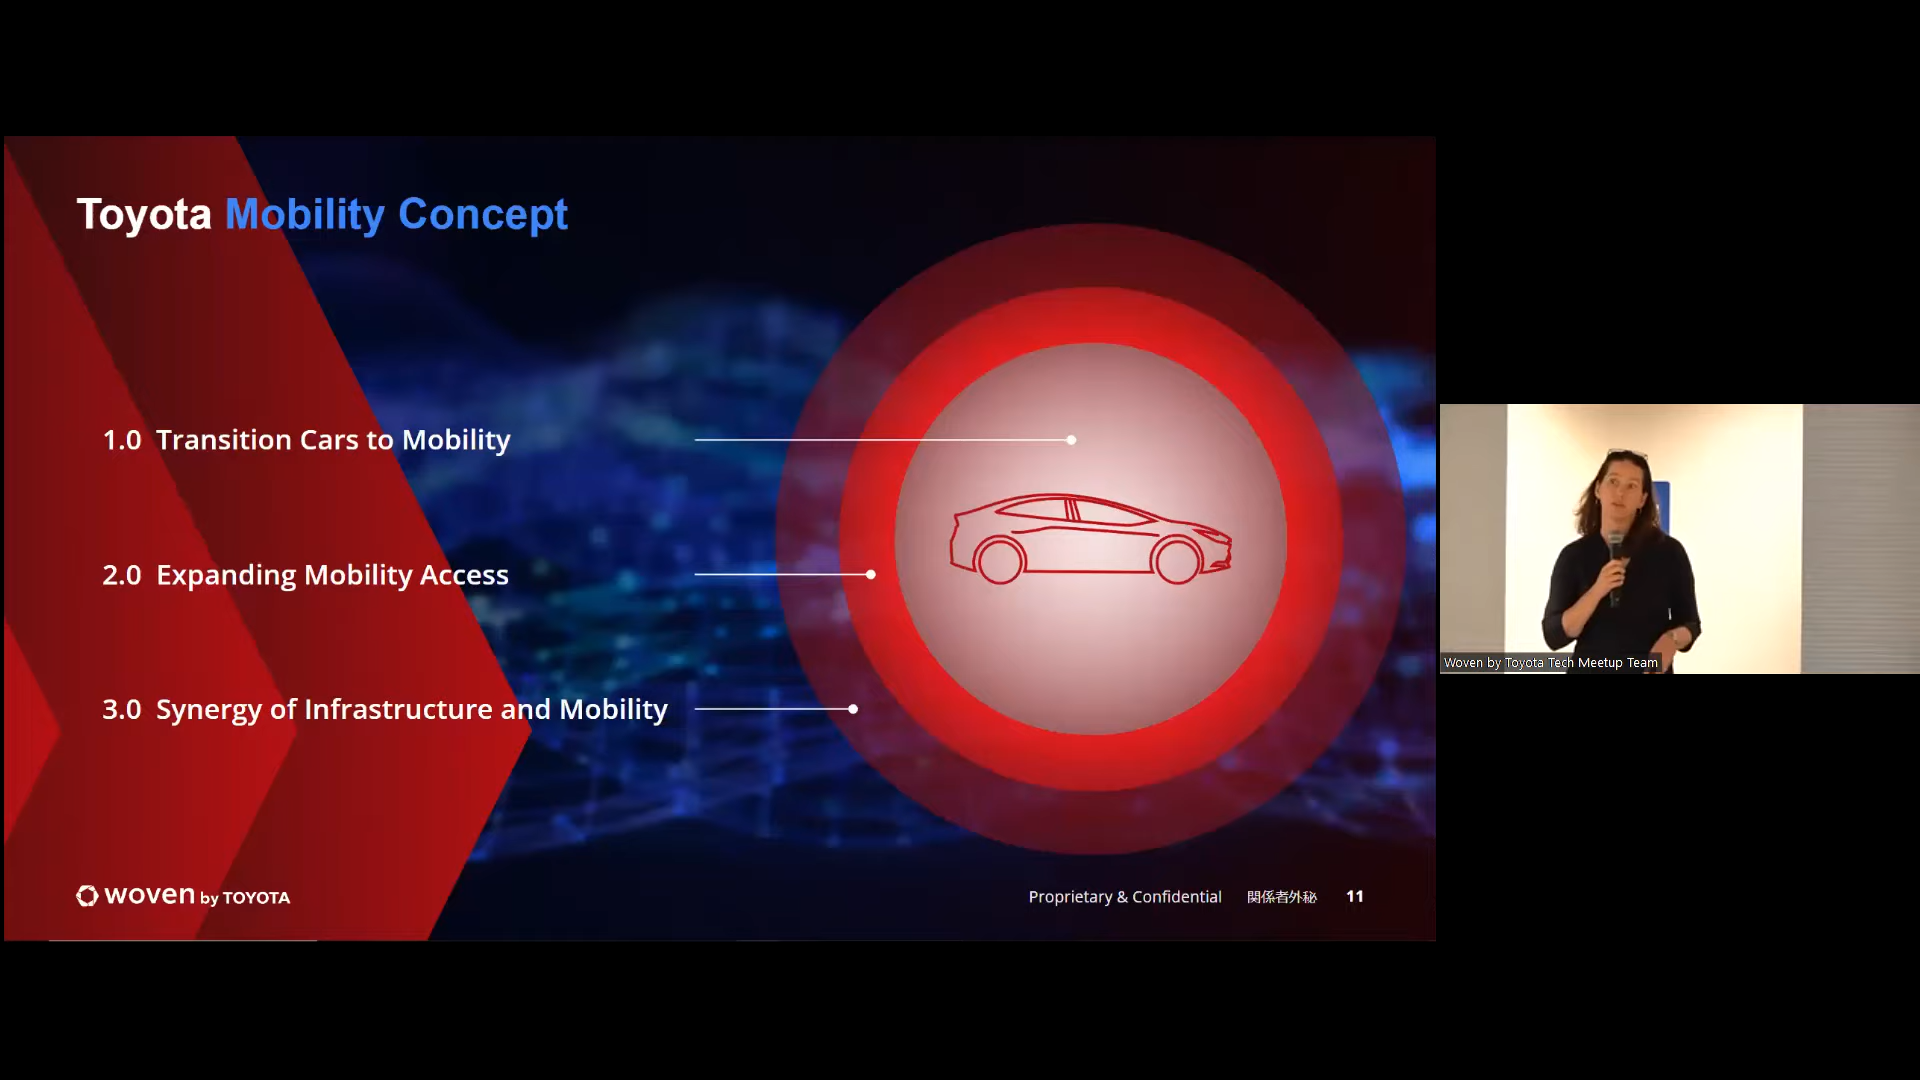 Toyota Mobility Concept
1.0 Transition Cars to Mobility
2.0 Expanding Mobility Access
3.0 Synergy of Infrastructure and Mobility
woven by TOYOTA
Proprietary & Confidential 関係者外秘 11
Woven by Toyota Tech Meetup Team